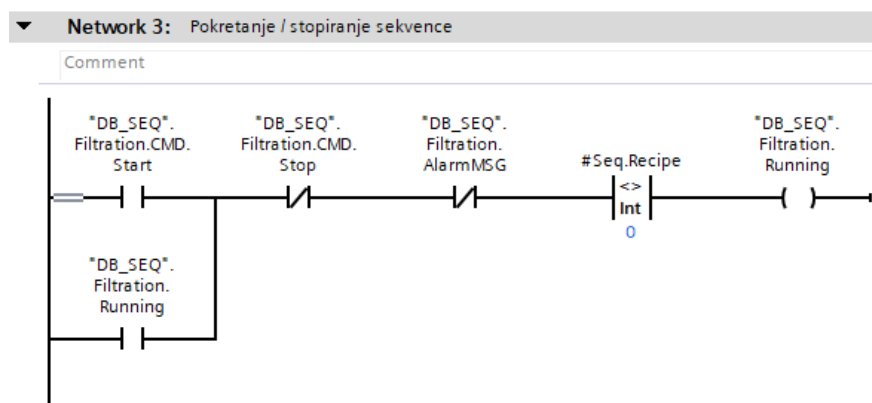 Network 3: Pokretanje / stopiranje sekvence
Comment
"DB_SEQ".
Filtration.CMD.
Start
"DB_SEQ".
Filtration.CMD.
Stop
"DB_SEQ".
Filtration.
AlarmMSG
#Seq.Recipe
<>
Int
0
"DB_SEQ".
Filtration.
Running
"DB_SEQ".
Filtration.
Running